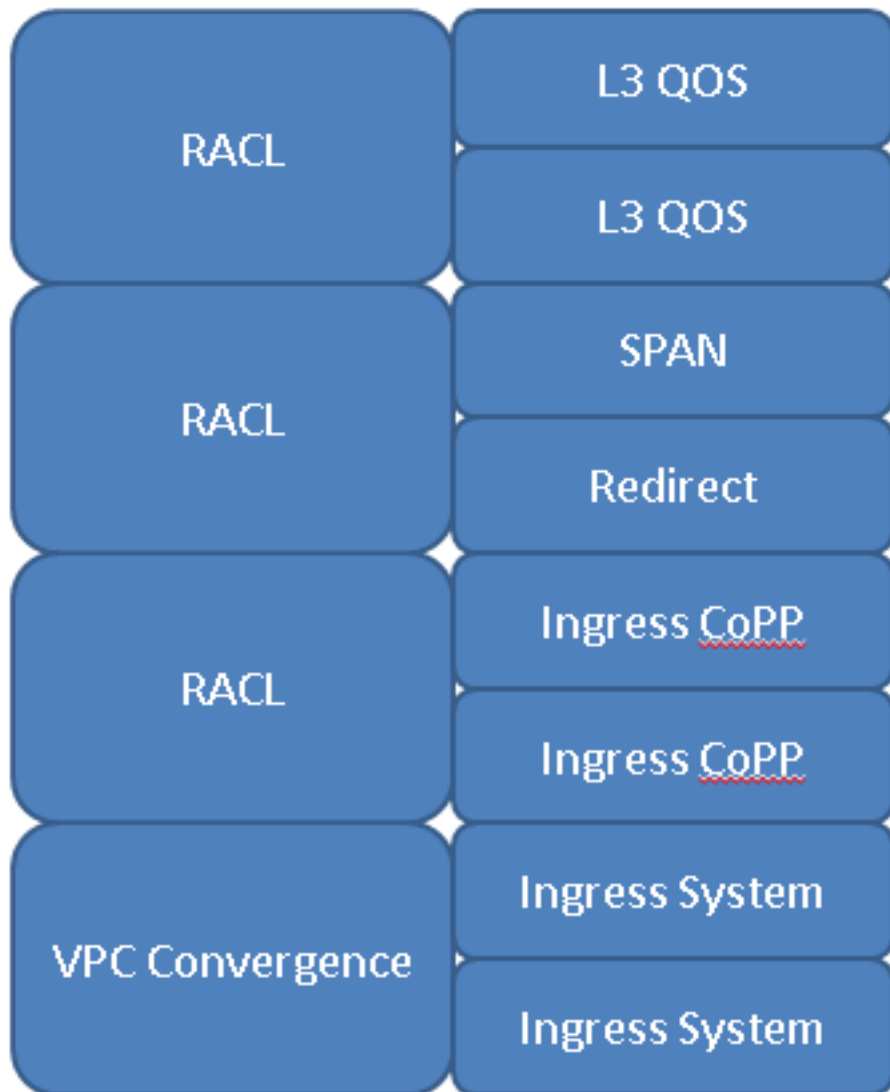 RACL
L3 QOS
L3 QOS
RACL
SPAN
Redirect
RACL
Ingress CoPP
Ingress CoPP
VPC Convergence
Ingress System
Ingress System